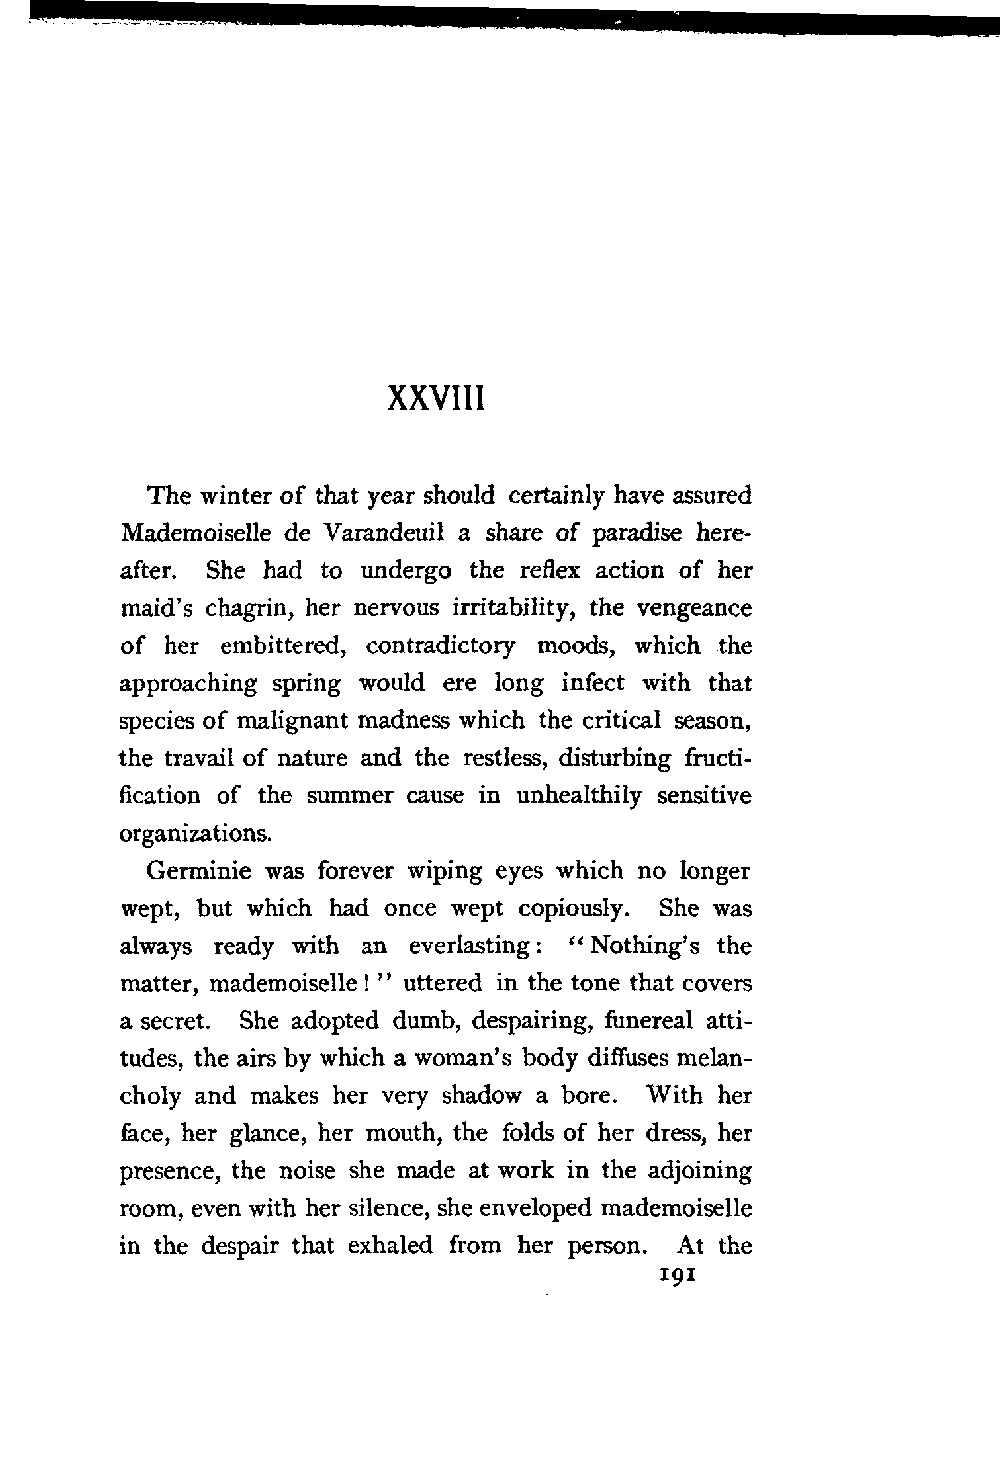 XXVIII
The winter of that year should certainly have assured
Mademoiselle de Varandeuil a share of paradise here-
after. She had to undergo the reflex action of her
maid's chagrin, her nervous irritability, the vengeance
of her embittered, contradictory moods, which the
approaching spring would ere long infect with that
species of malignant madness which the critical season,
the travail of nature and the restless, disturbing fructi-
fication of the summer cause in unhealthily sensitive
organizations.
Germinie was forever wiping eyes which no longer
wept, but which had once wept copiously. She was
always ready with an everlasting: "Nothing's the
matter, mademoiselle!" uttered in the tone that covers
a secret. She adopted dumb, despairing, funereal atti-
tudes, the airs by which a woman's body diffuses melan-
choly and makes her very shadow a bore. With her
face, her glance, her mouth, the folds of her dress, her
presence, the noise she made at work in the adjoining
room, even with her silence, she enveloped mademoiselle
in the despair that exhaled from her person. At the
191